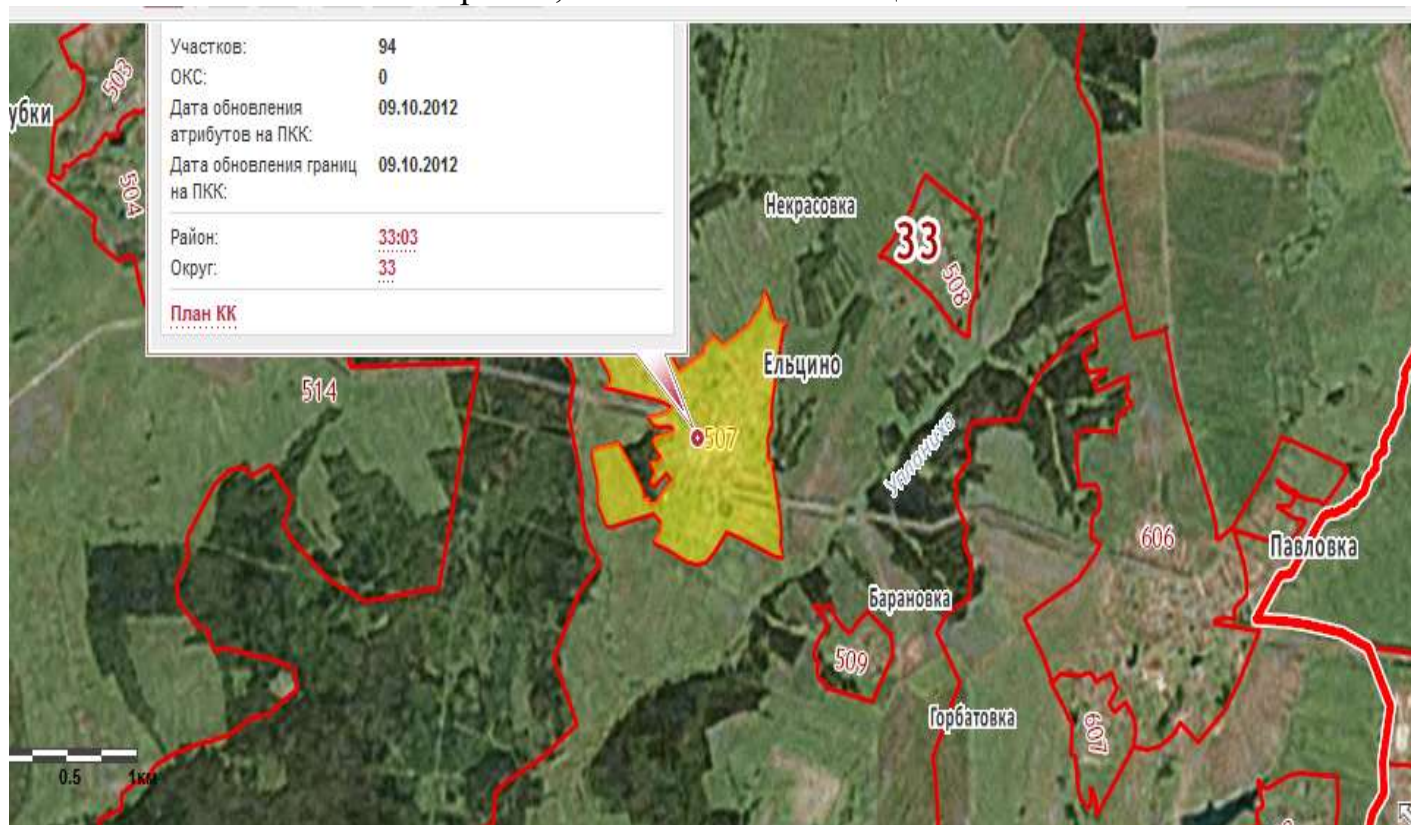 Участков: 94
ОКС: 0
Дата обновления 09.10.2012
атрибутов на ПКК:
Дата обновления границ 09.10.2012
на ПКК:
Район: 33:03
Округ: 33
План КК
503
убки
504
Некрасовка
33
508
Ельцино
514
507
606
Павловка
Барановка
509
Горбатовка
607
0.5 1км